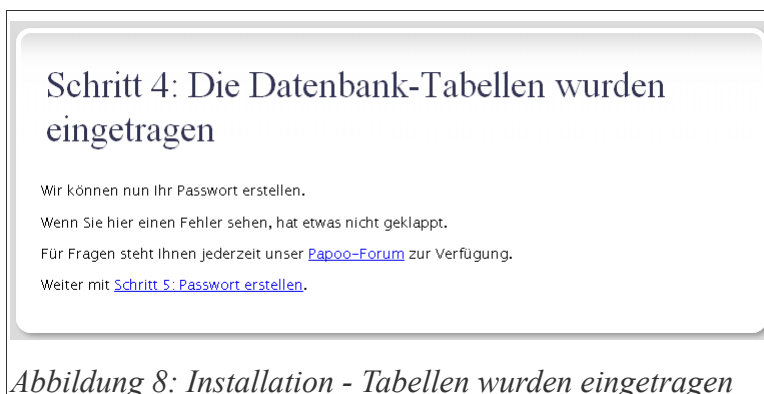 Schritt 4: Die Datenbank-Tabellen wurden
eingetragen
Wir können nun Ihr Passwort erstellen.
Wenn Sie hier einen Fehler sehen, hat etwas nicht geklappt.
Für Fragen steht Ihnen jederzeit unser Papoo-Forum zur Verfügung.
Weiter mit Schritt 5: Passwort erstellen.
Abbildung 8: Installation - Tabellen wurden eingetragen